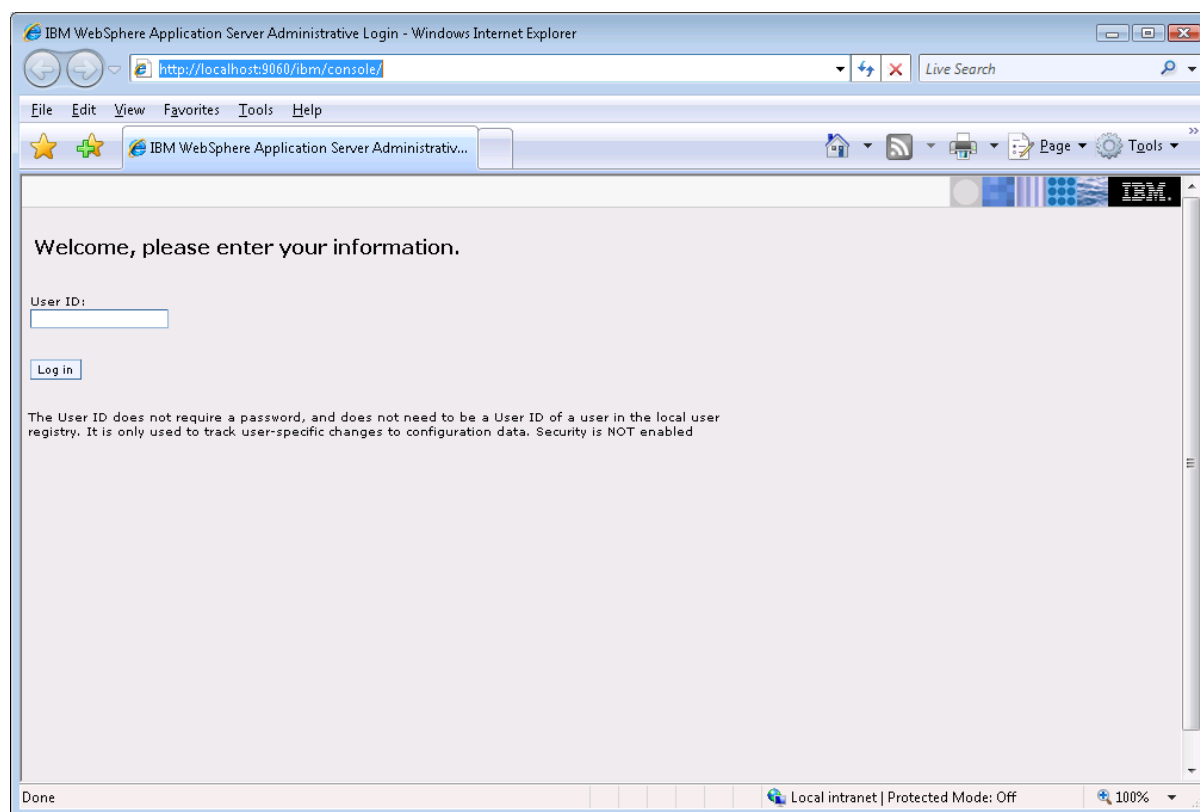 IBM WebSphere Application Server Administrative Login - Windows Internet Explorer
http://localhost:9060/ibm/console/
Live Search
File Edit View Favorites Tools Help
IBM WebSphere Application Server Administrativ...
Page Tools
IBM.
Welcome, please enter your information.
User ID:
Log in
The User ID does not require a password, and does not need to be a User ID of a user in the local user
registry. It is only used to track user-specific changes to configuration data. Security is NOT enabled
Done
Local intranet | Protected Mode: Off
100%